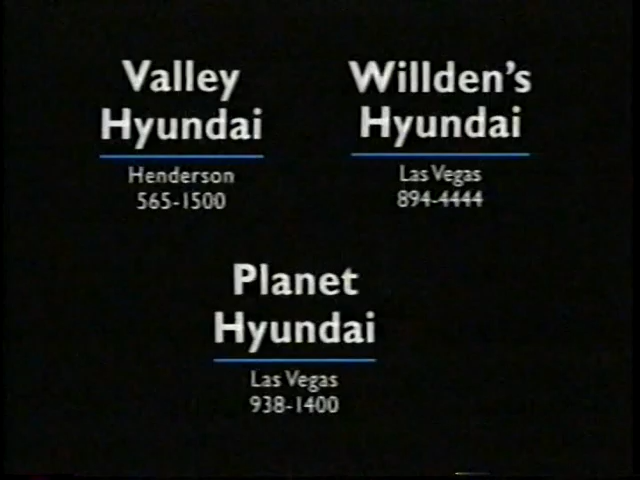 Valley
Hyundai
Henderson
565-1500
Willden's
Hyundai
Las Vegas
894-4444
Planet
Hyundai
Las Vegas
938-1400